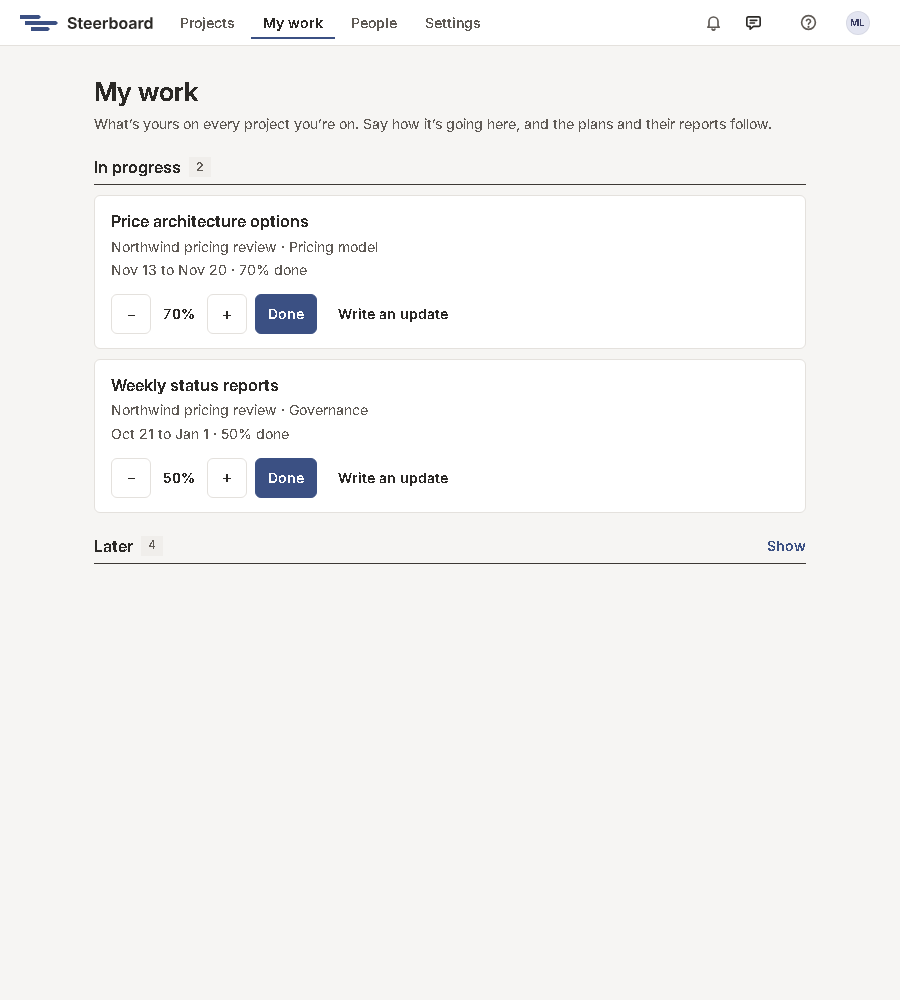 Steerboard Projects My work People Settings ML
My work
What’s yours on every project you’re on. Say how it’s going here, and the plans and their reports follow.
In progress 2
Price architecture options
Northwind pricing review · Pricing model
Nov 13 to Nov 20 · 70% done
− 70% + Done Write an update
Weekly status reports
Northwind pricing review · Governance
Oct 21 to Jan 1 · 50% done
− 50% + Done Write an update
Later 4 Show